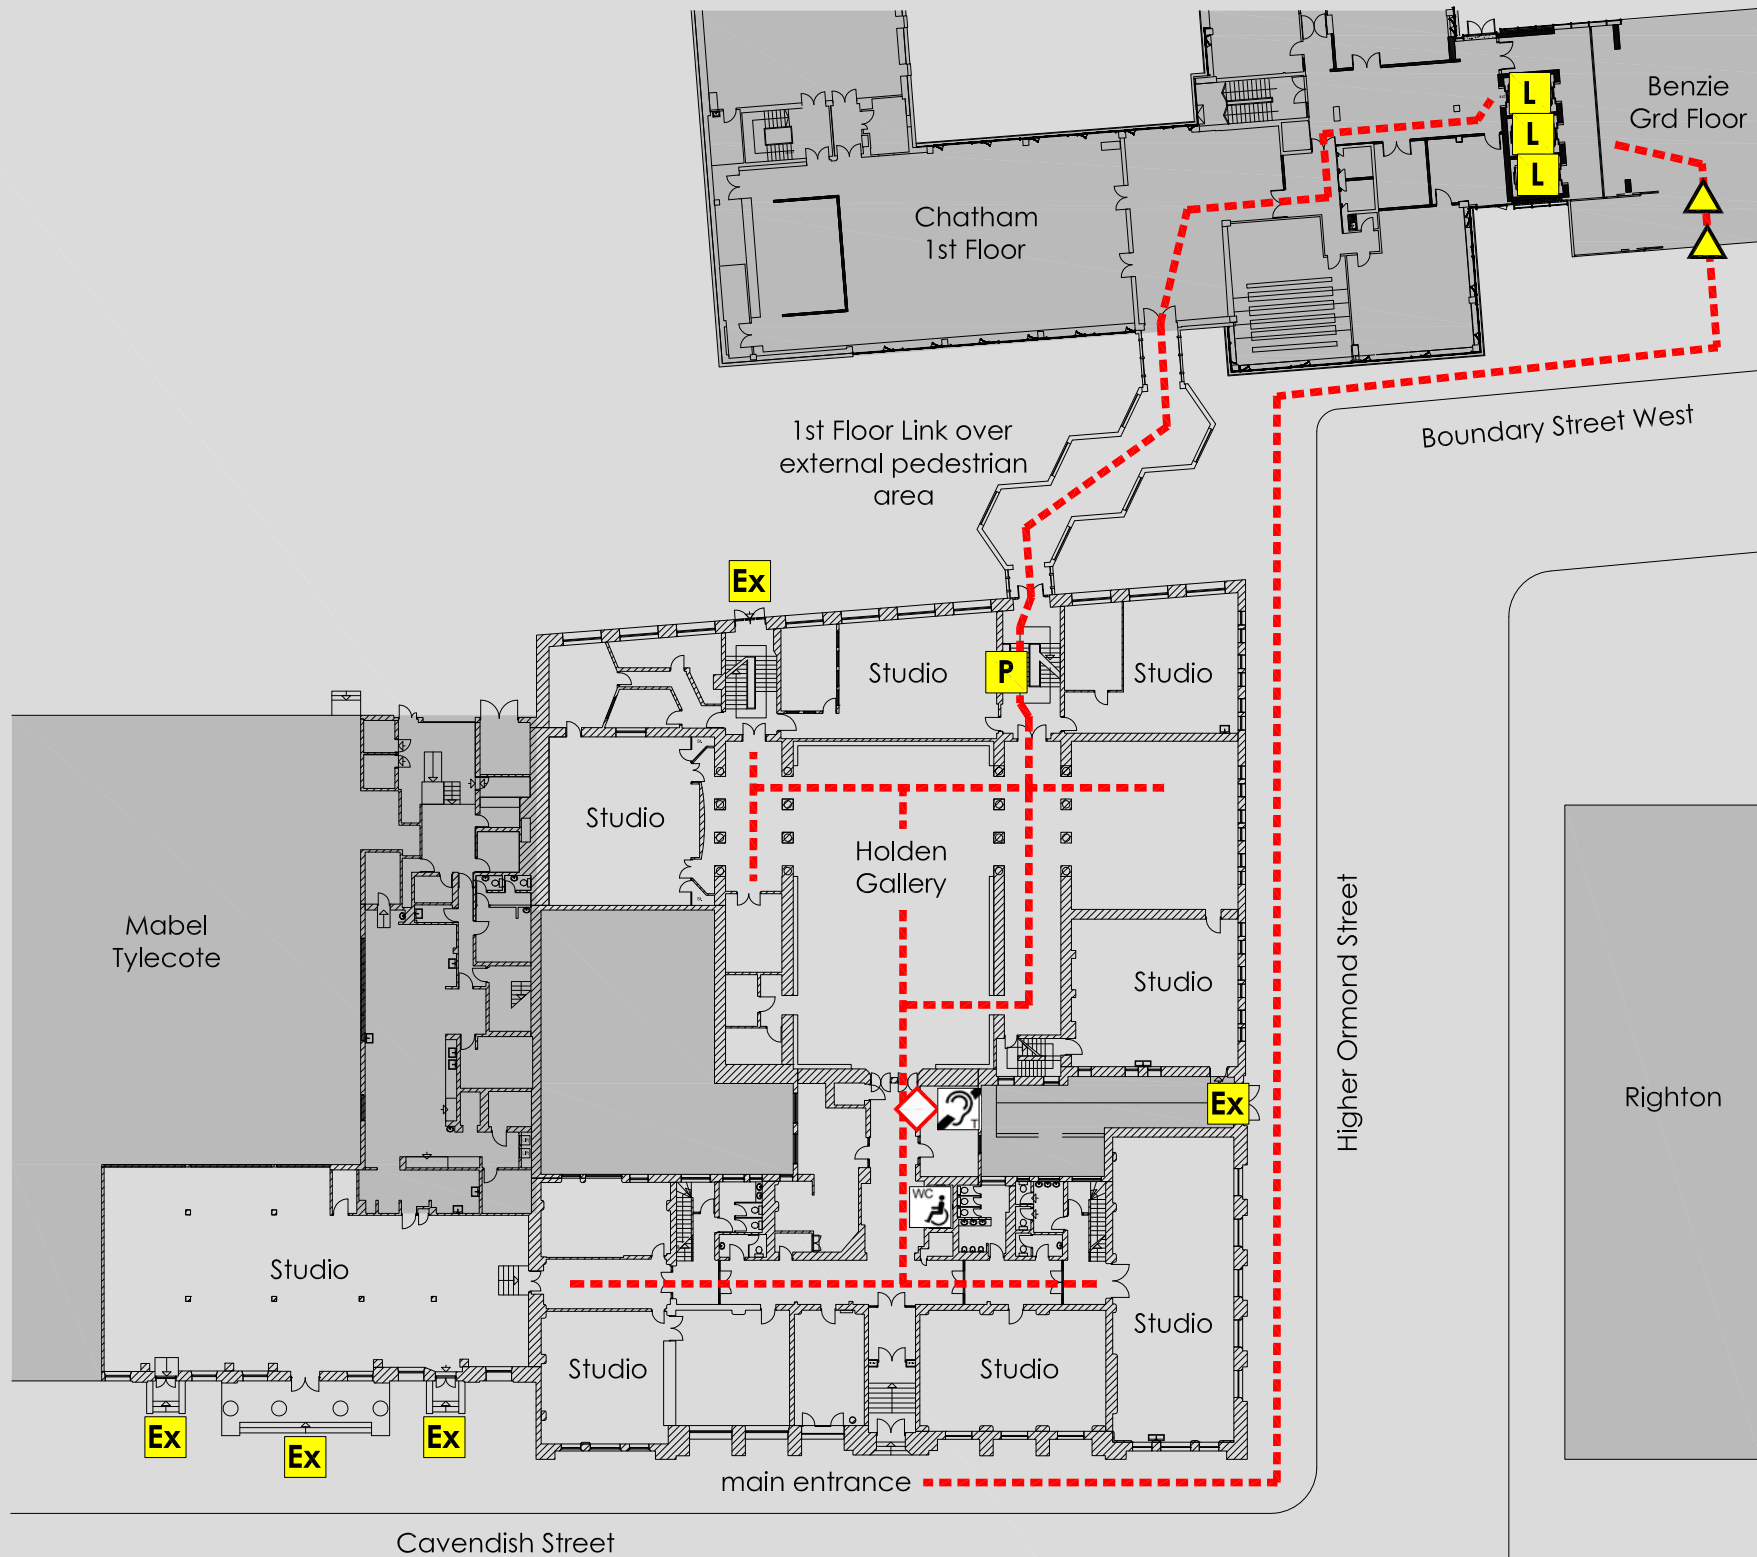 L
L
L
Benzie
Grd Floor
Chatham
1st Floor
1st Floor Link over
external pedestrian
area
Boundary Street West
Ex
Studio
P
Studio
Studio
Holden
Gallery
Mabel
Tylecote
Studio
Higher Ormond Street
Righton
Ex
T
WC
Studio
Studio
Studio
Studio
Ex
Ex
Ex
main entrance
Cavendish Street